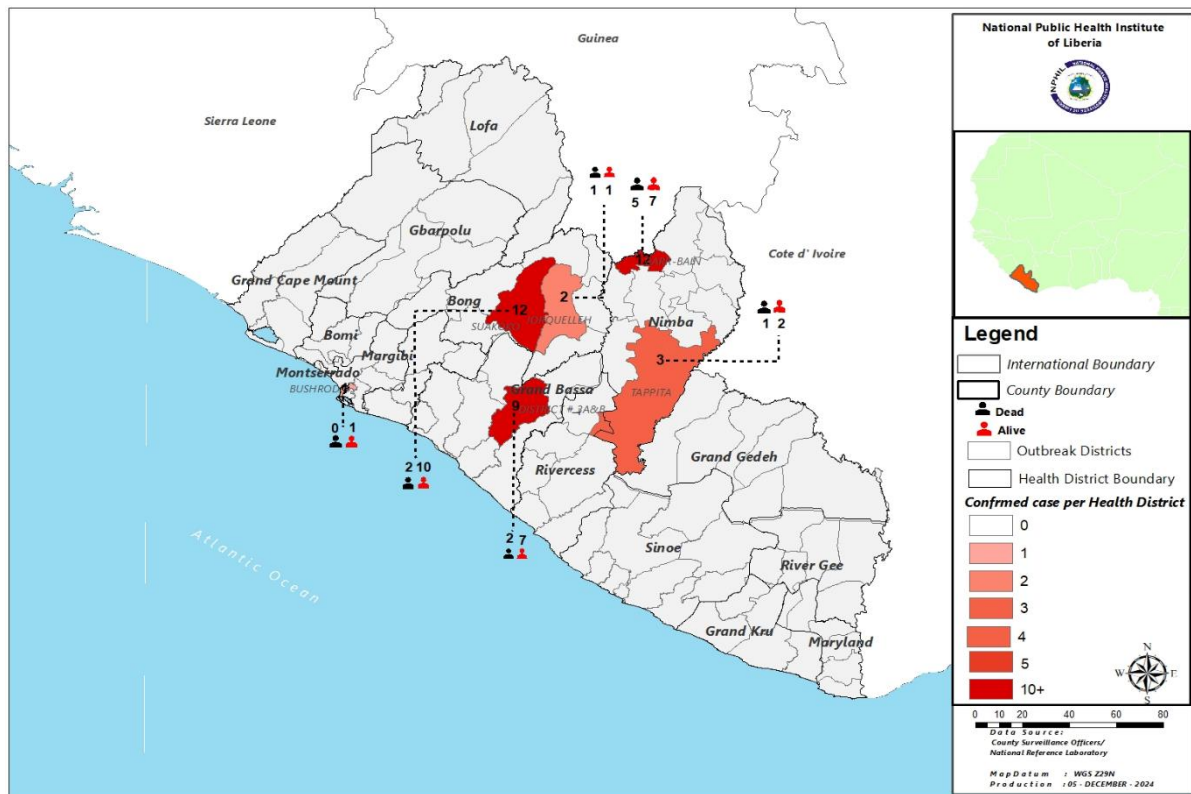 National Public Health Institute
of Liberia
NPHIL
Guinea
Sierra Leone
Lofa
1 1
5 7
Gbarpolu
Cote d' Ivoire
12
Grand Cape Mount
Bong
2
12
SUAKOKO
1 2
Nimba
Bomi
Margibi
3
Montserrado
Grand Bassa
TAPPITA
9
DISTRICT # 3A&B
0 1
Grand Gedeh
Rivercess
2 10
2 7
Sinoe
River Gee
Atlantic Ocean
Grand Kru
Maryland
Legend
International Boundary
County Boundary
Dead
Alive
Outbreak Districts
Health District Boundary
Confrmed case per Health District
0
1
2
3
4
5
10+
N
W E
S
0 10 20 40 60 80
Data Source:
County Surveillance Officers/
National Reference Laboratory
MapDatum : WGS Z29N
Production : 05 - DECEMBER - 2024